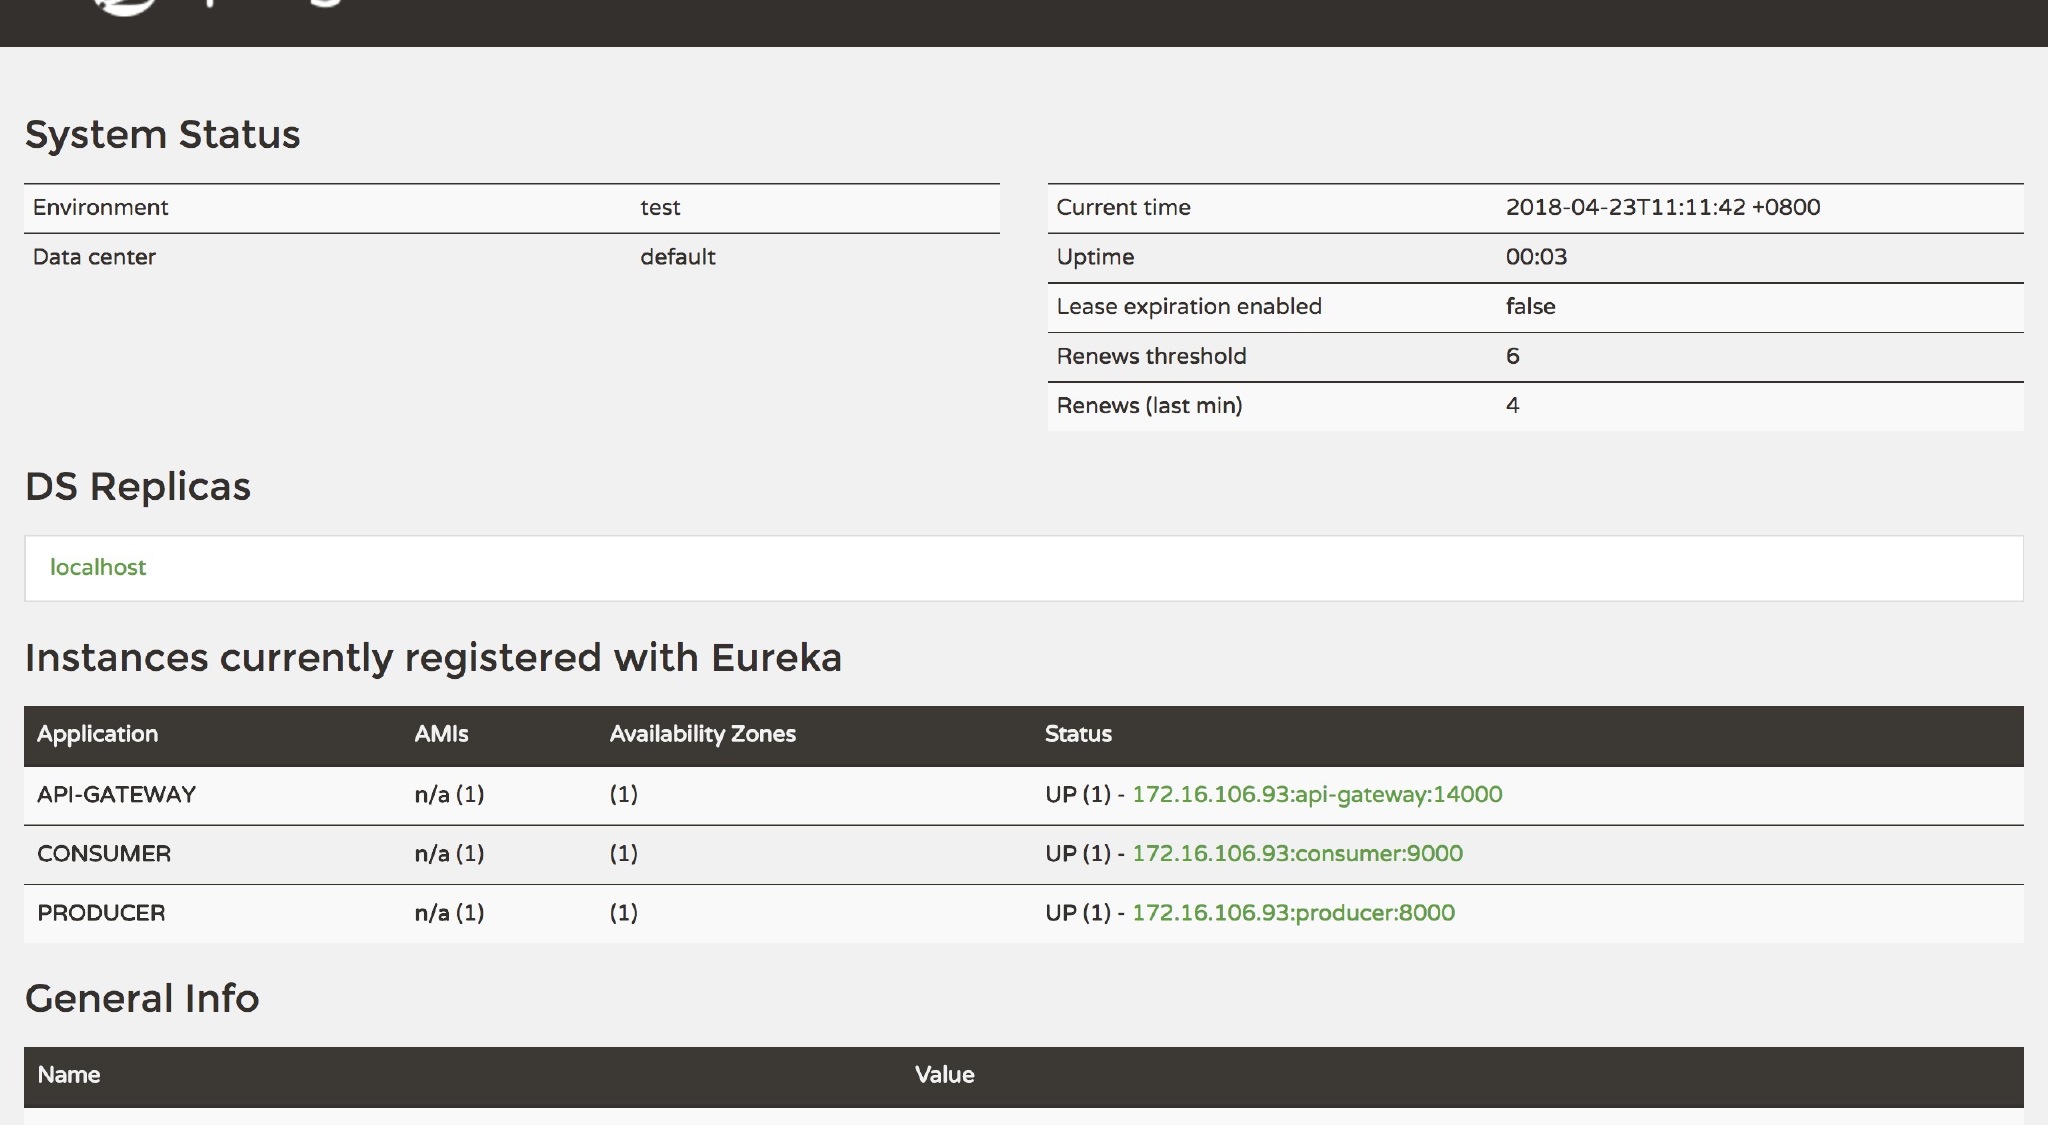 System Status
Environment test
Data center default
Current time 2018-04-23T11:11:42 +0800
Uptime 00:03
Lease expiration enabled false
Renews threshold 6
Renews (last min) 4
DS Replicas
localhost
Instances currently registered with Eureka
Application AMIs Availability Zones Status
API-GATEWAY n/a (1) (1) UP (1) - 172.16.106.93:api-gateway:14000
CONSUMER n/a (1) (1) UP (1) - 172.16.106.93:consumer:9000
PRODUCER n/a (1) (1) UP (1) - 172.16.106.93:producer:8000
General Info
Name Value